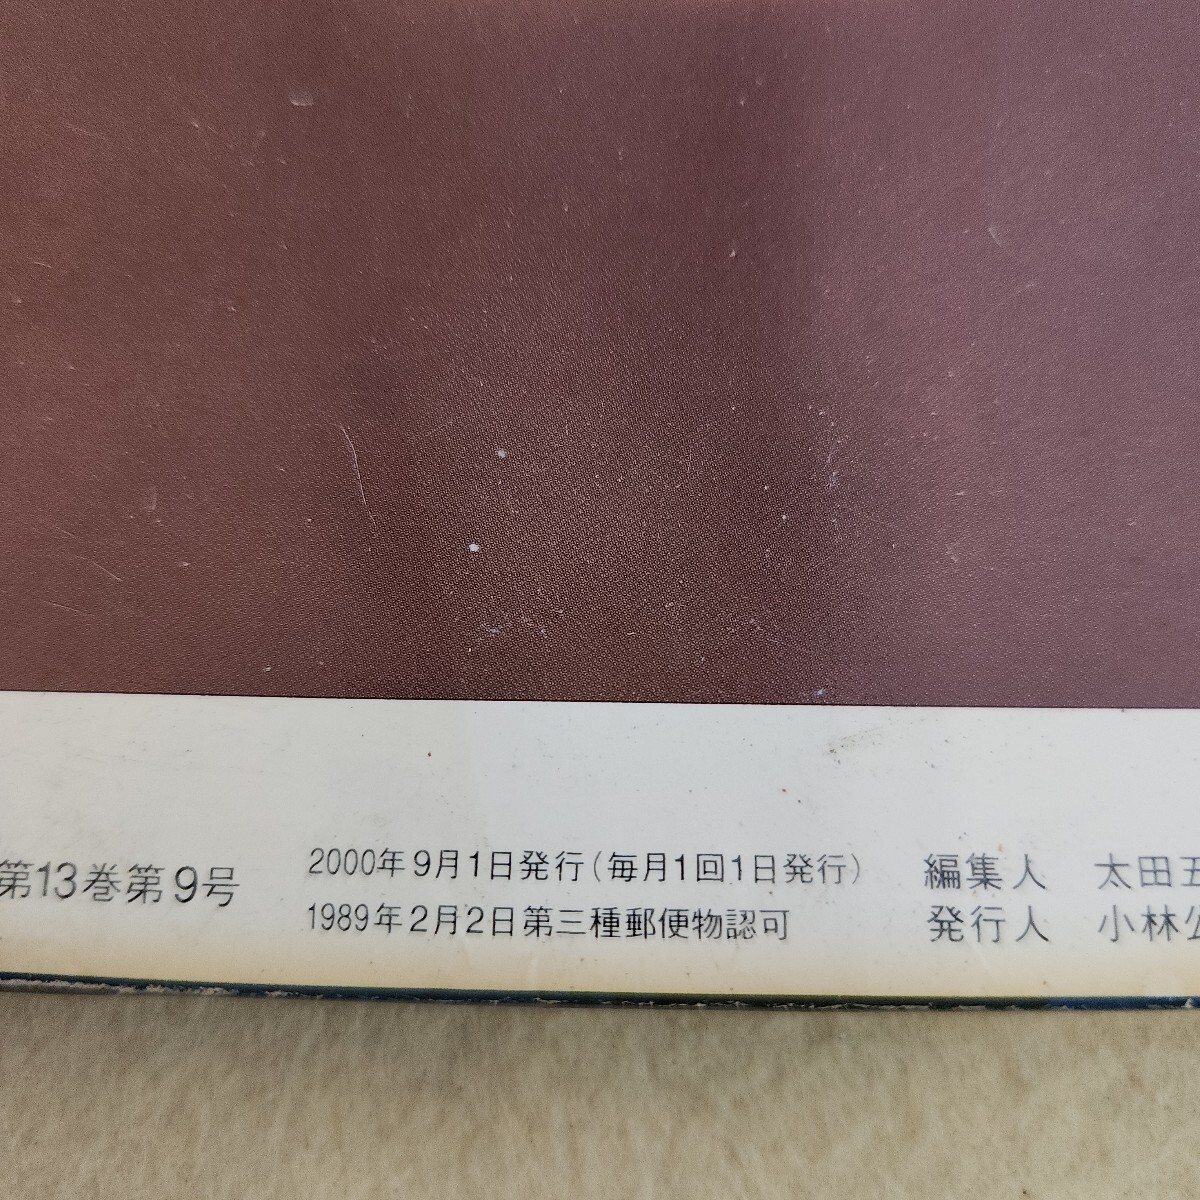 第13巻第9号
2000年9月1日発行(毎月1回1日発行)
1989年2月2日第三種郵便物認可
編集人 太田五
発行人 小林公